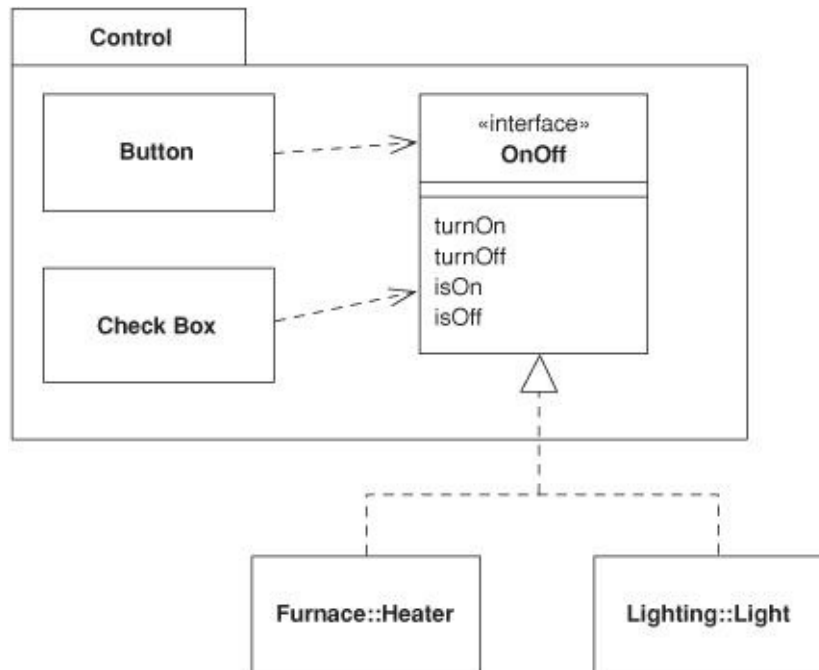 Control
Button
«interface»
OnOff
turnOn
turnOff
isOn
isOff
Check Box
Furnace::Heater
Lighting::Light